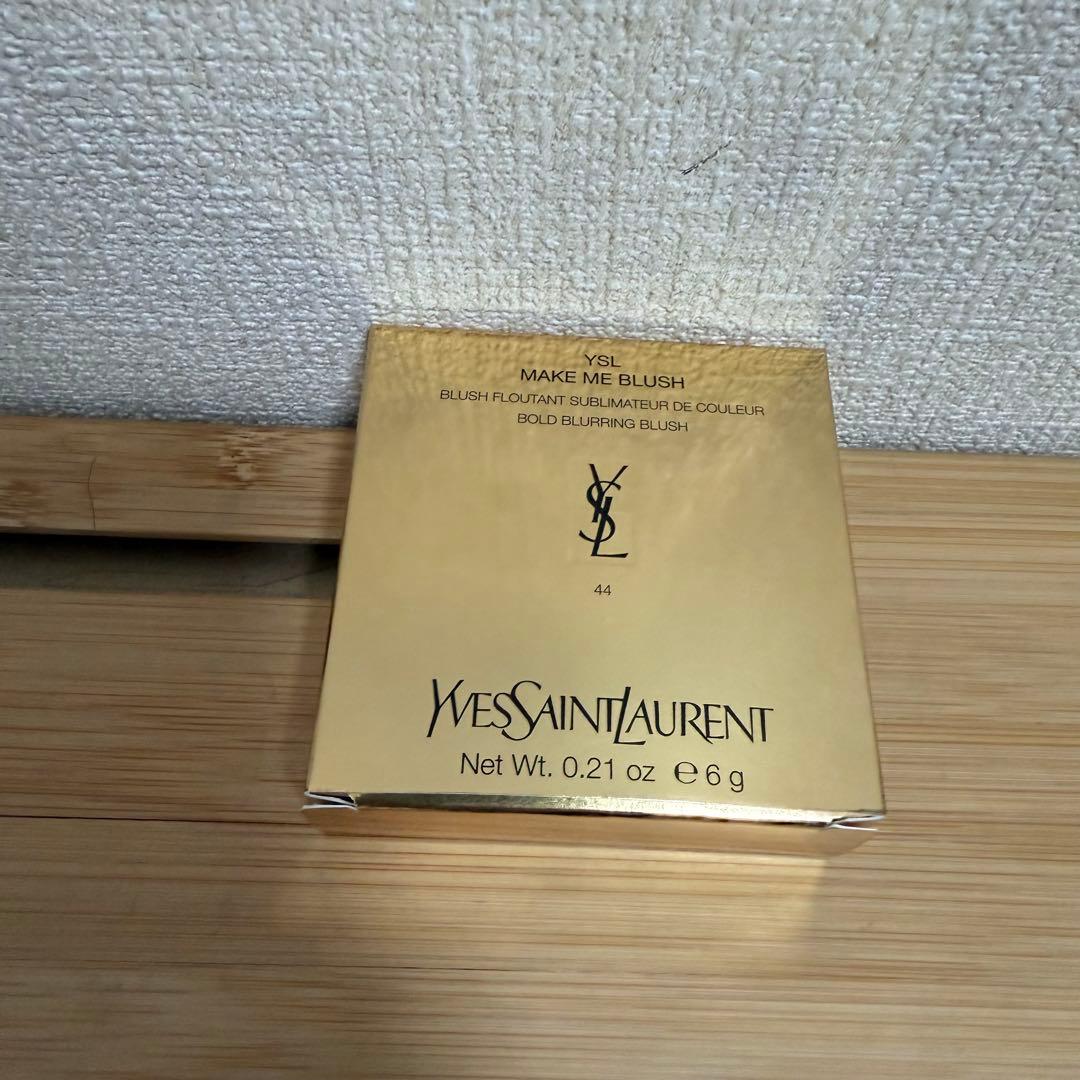 YSL
MAKE ME BLUSH
BLUSH FLOUTANT SUBLIMATEUR DE COULEUR
BOLD BLURRING BLUSH
YSL
44
YVESSAINTLAURENT
Net Wt. 0.21 oz ℮ 6 g